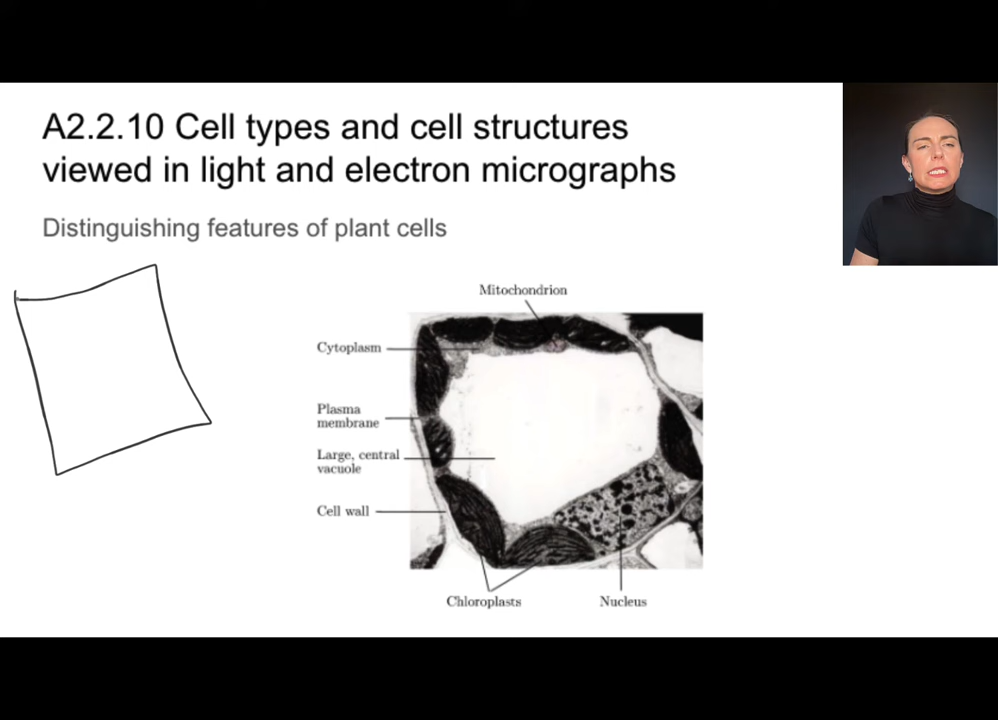 A2.2.10 Cell types and cell structures
viewed in light and electron micrographs
Distinguishing features of plant cells
Mitochondrion
Cytoplasm
Plasma
membrane
Large, central
vacuole
Cell wall
Chloroplasts
Nucleus